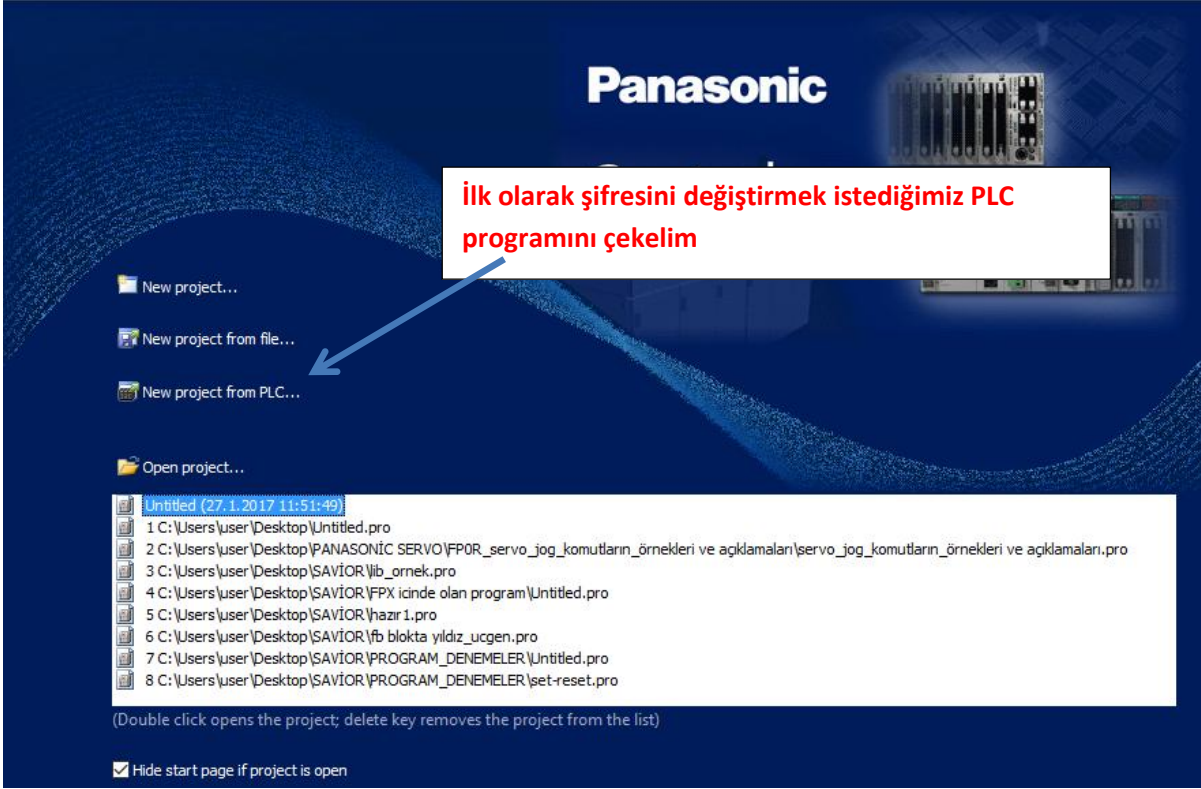 Panasonic
İlk olarak şifresini değiştirmek istediğimiz PLC
programını çekelim
New project...
New project from file...
New project from PLC...
Open project...
Untitled (27.1.2017 11:51:49)
1 C:\Users\user\Desktop\Untitled.pro
2 C:\Users\user\Desktop\PANASONİC SERVO\FP0R_servo_jog_komutların_örnekleri ve açıklamaları\servo_jog_komutların_örnekleri ve açıklamaları.pro
3 C:\Users\user\Desktop\SAVİOR\lib_ornek.pro
4 C:\Users\user\Desktop\SAVİOR\FPX icinde olan program\Untitled.pro
5 C:\Users\user\Desktop\SAVİOR\hazır1.pro
6 C:\Users\user\Desktop\SAVİOR\fb blokta yıldız_ucgen.pro
7 C:\Users\user\Desktop\SAVİOR\PROGRAM_DENEMELER\Untitled.pro
8 C:\Users\user\Desktop\SAVİOR\PROGRAM_DENEMELER\set-reset.pro
(Double click opens the project; delete key removes the project from the list)
Hide start page if project is open